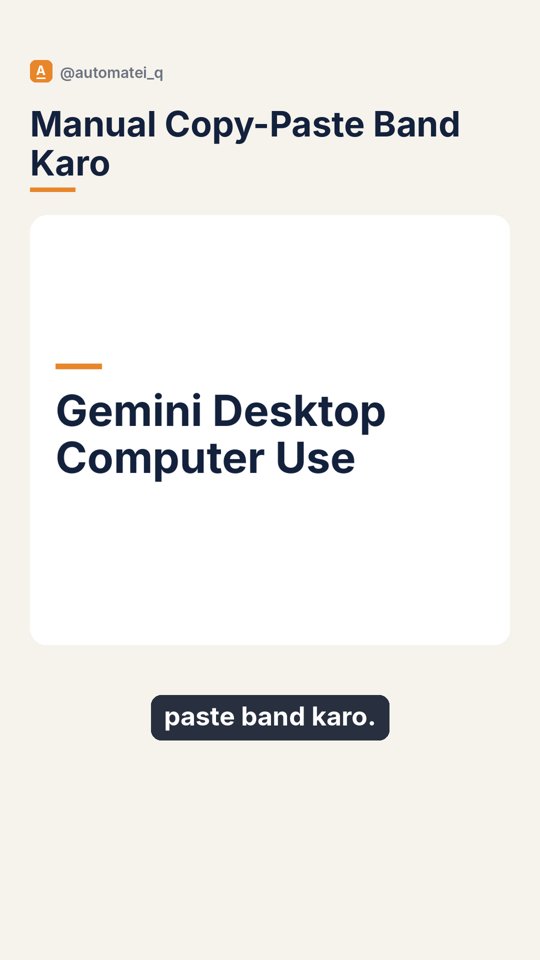 A
@automatei_q
Manual Copy-Paste Band
Karo
Gemini Desktop
Computer Use
paste band karo.